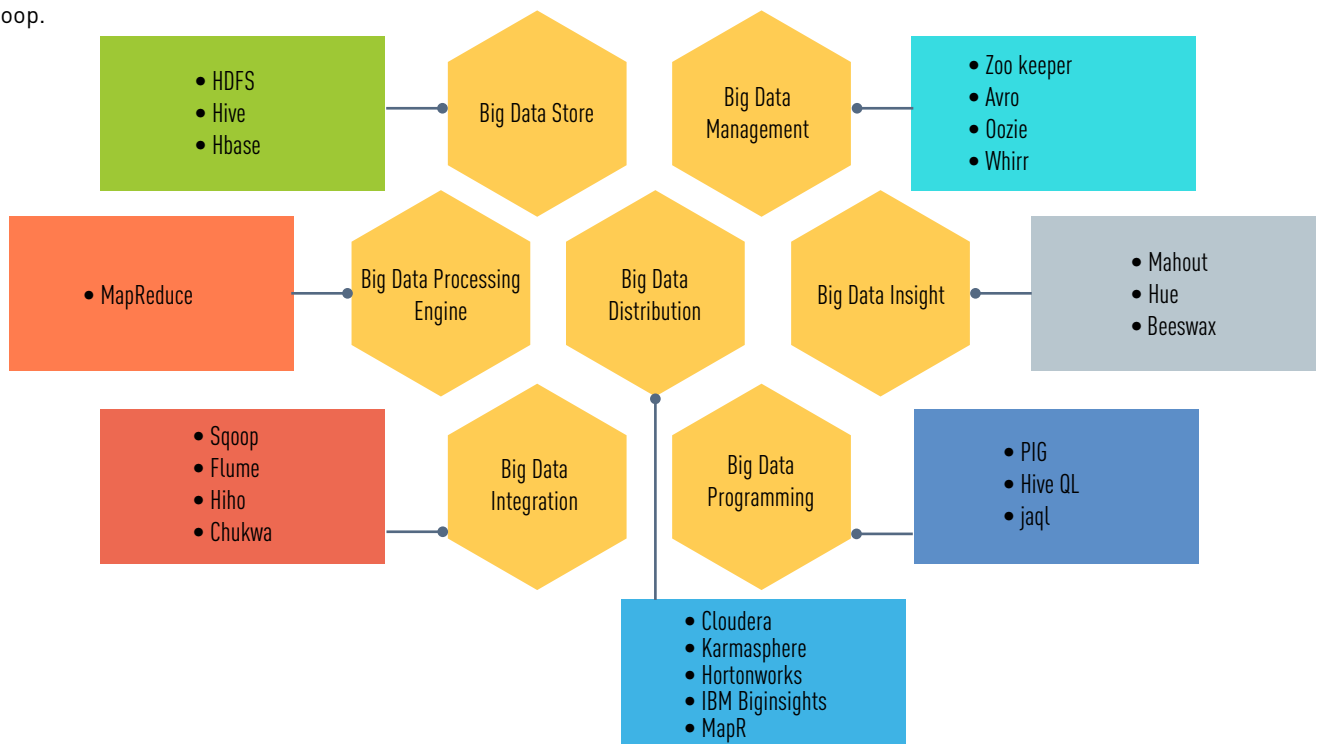 oop.
• HDFS
• Hive
• Hbase
Big Data Store
Big Data
Management
• Zoo keeper
• Avro
• Oozie
• Whirr
• MapReduce
Big Data Processing
Engine
Big Data
Distribution
Big Data Insight
• Mahout
• Hue
• Beeswax
• Sqoop
• Flume
• Hiho
• Chukwa
Big Data
Integration
Big Data
Programming
• PIG
• Hive QL
• jaql
• Cloudera
• Karmasphere
• Hortonworks
• IBM Biginsights
• MapR